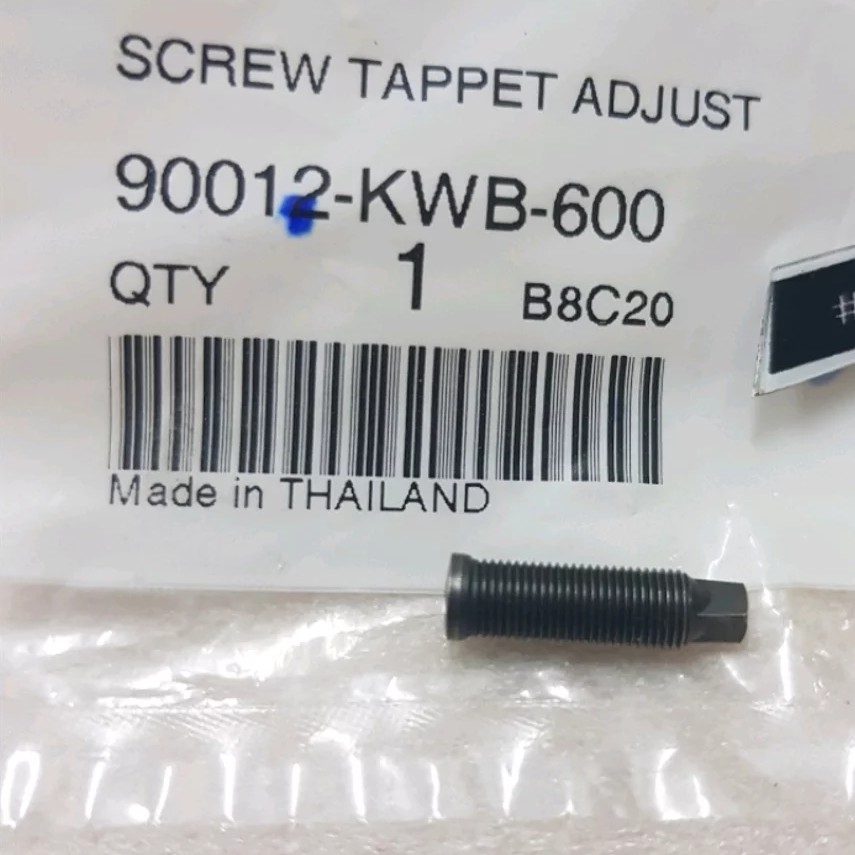 SCREW TAPPET ADJUST
90012-KWB-600
QTY 1 B8C20
#
Made in THAILAND